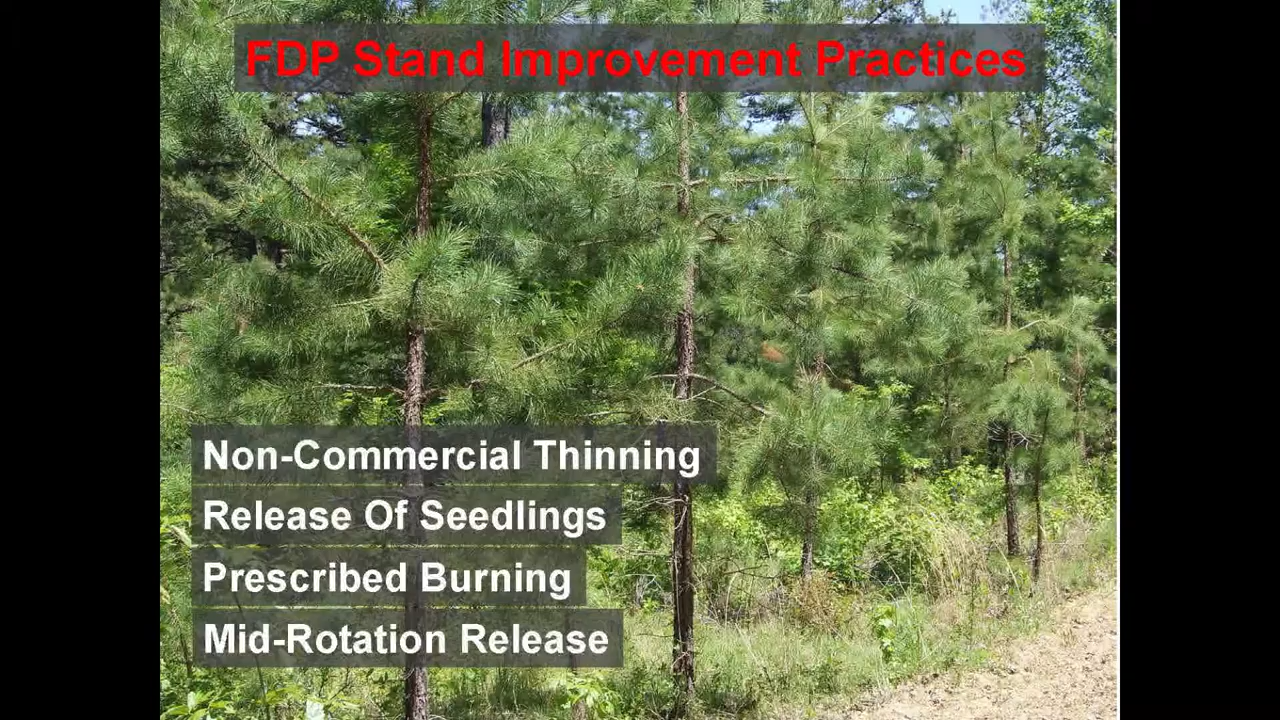 FDP Stand Improvement Practices
Non-Commercial Thinning
Release Of Seedlings
Prescribed Burning
Mid-Rotation Release